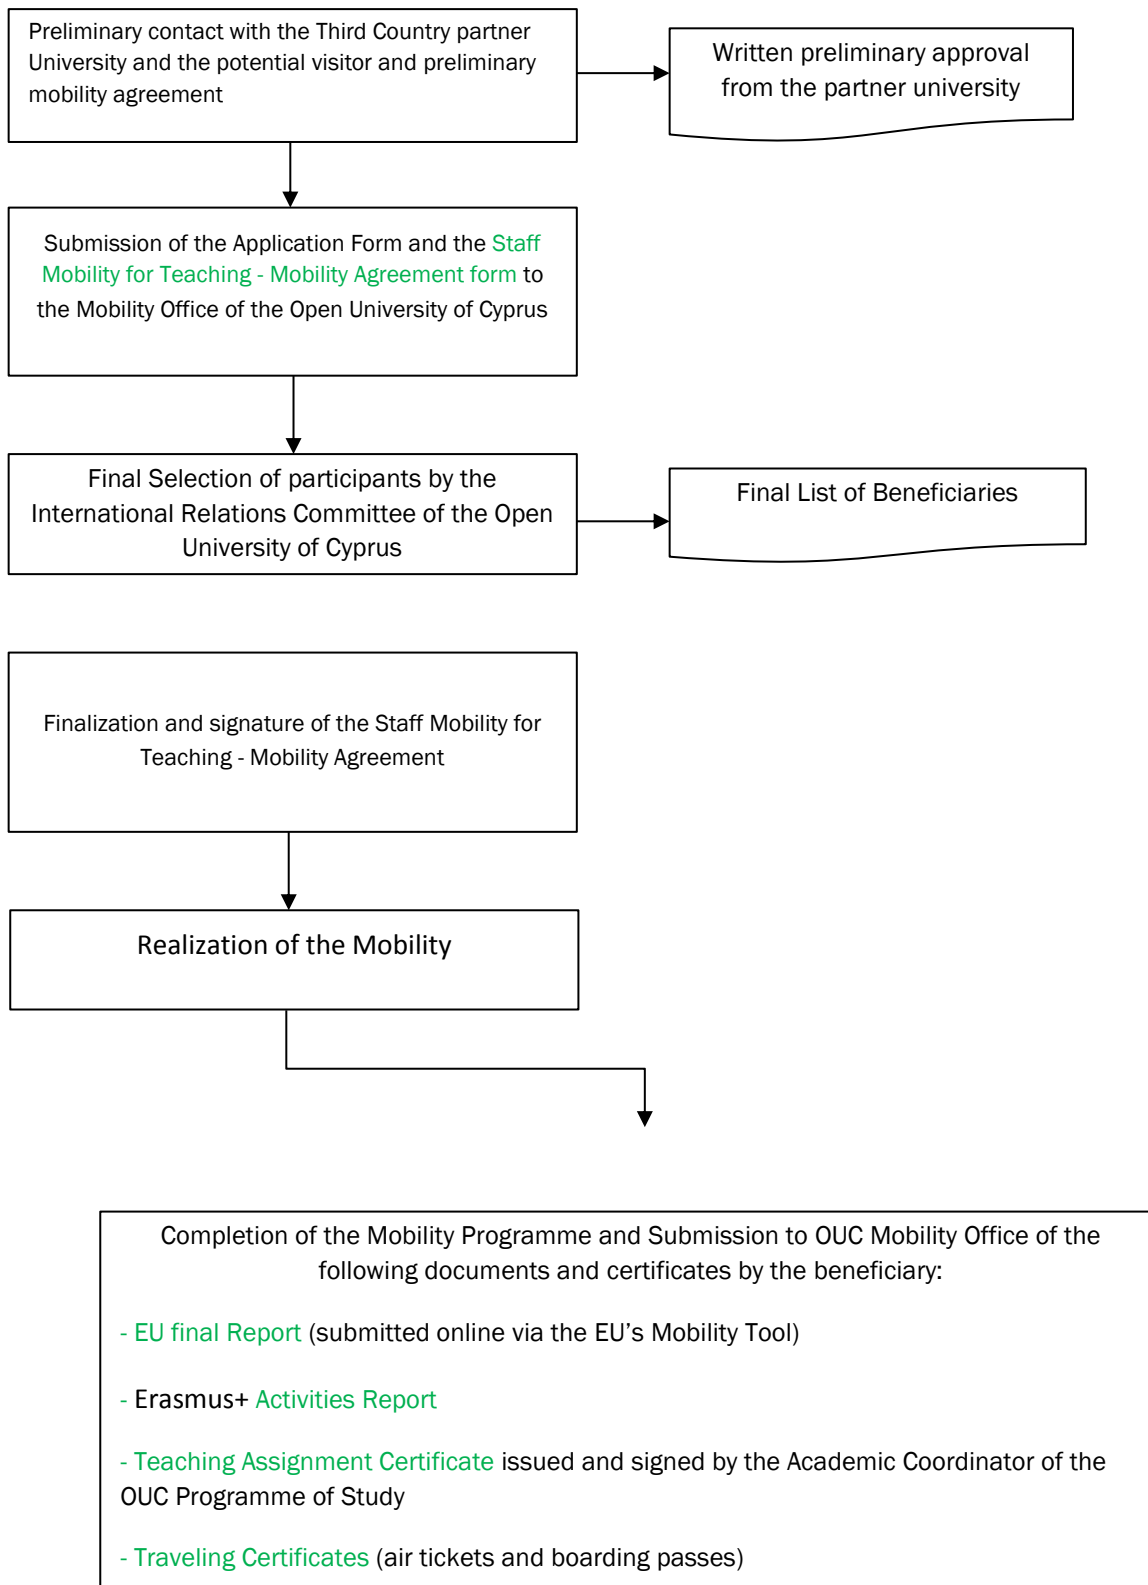 Preliminary contact with the Third Country partner
University and the potential visitor and preliminary
mobility agreement
Written preliminary approval
from the partner university
Submission of the Application Form and the Staff
Mobility for Teaching - Mobility Agreement form to
the Mobility Office of the Open University of Cyprus
Final Selection of participants by the
International Relations Committee of the Open
University of Cyprus
Final List of Beneficiaries
Finalization and signature of the Staff Mobility for
Teaching - Mobility Agreement
Realization of the Mobility
Completion of the Mobility Programme and Submission to OUC Mobility Office of the
following documents and certificates by the beneficiary:
- EU final Report (submitted online via the EU’s Mobility Tool)
- Erasmus+ Activities Report
- Teaching Assignment Certificate issued and signed by the Academic Coordinator of the
OUC Programme of Study
- Traveling Certificates (air tickets and boarding passes)